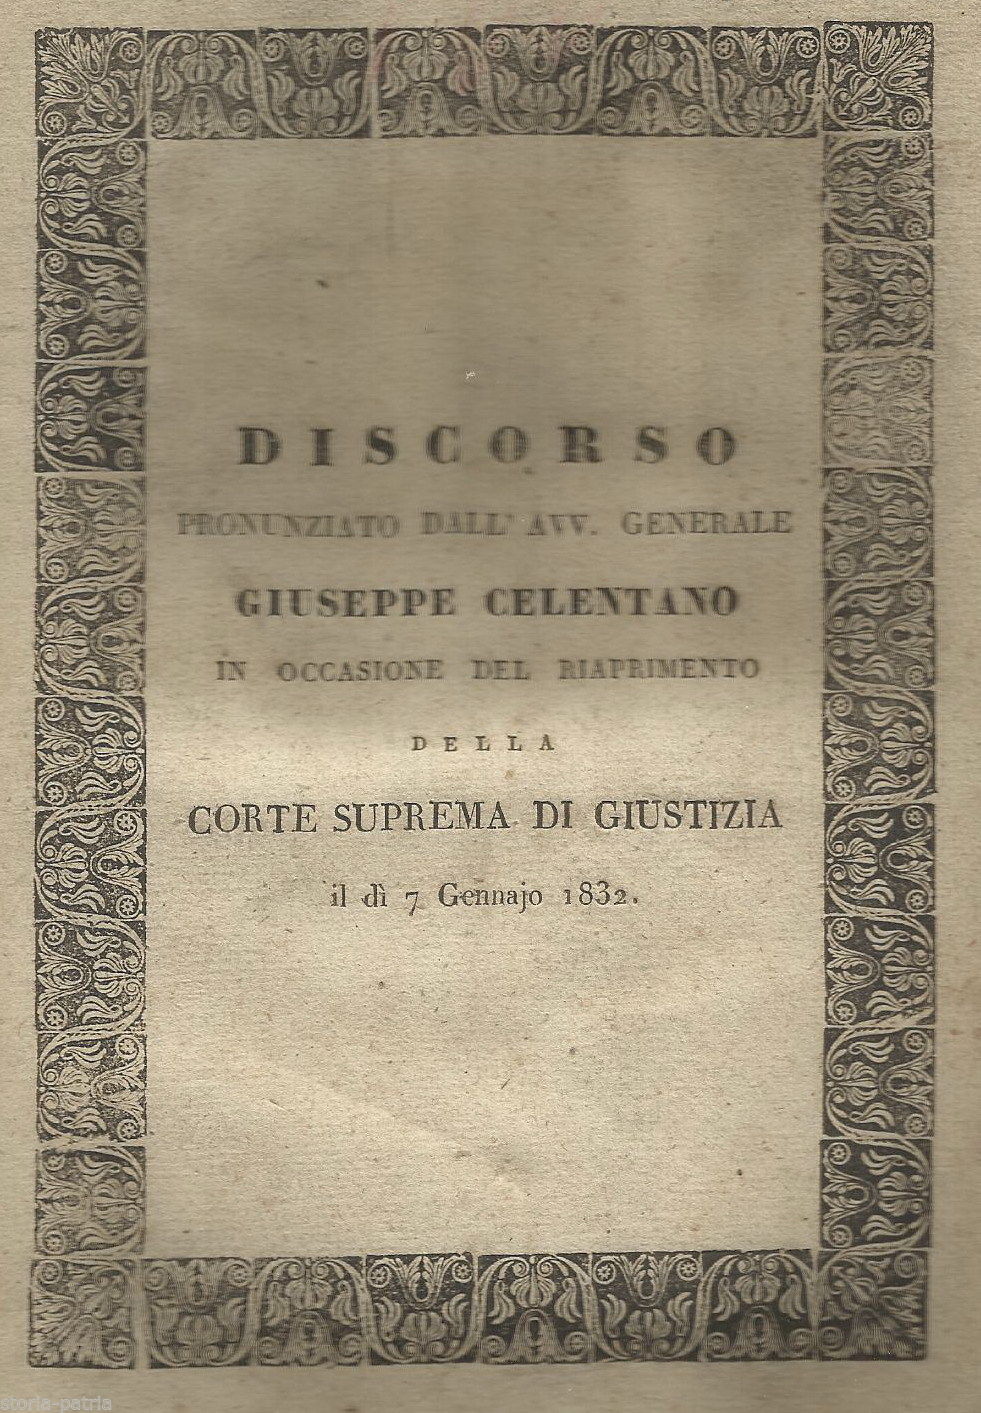 DISCORSO
PRONUNZIATO DALL' AVV. GENERALE
GIUSEPPE CELENTANO
IN OCCASIONE DEL RIAPRIMENTO
DELLA
CORTE SUPREMA DI GIUSTIZIA
il dì 7 Gennajo 1832.
storia-patria